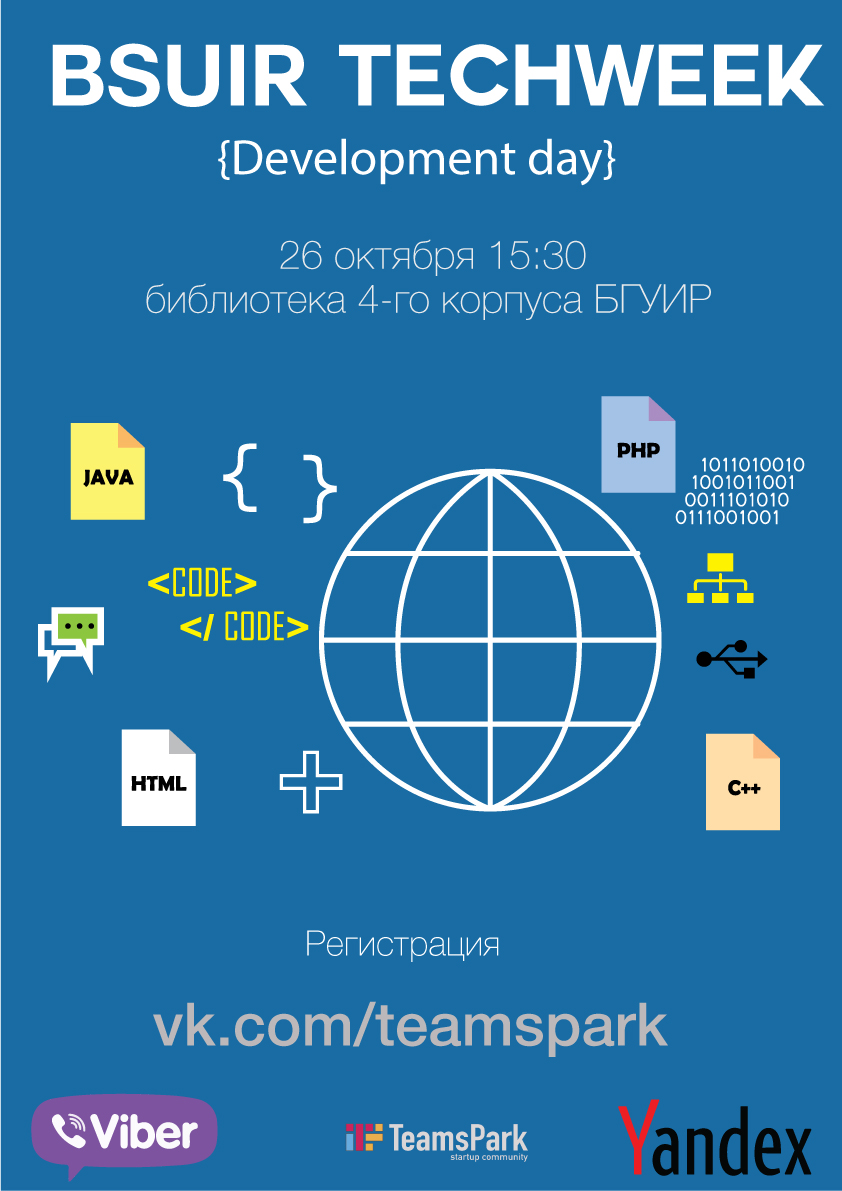 BSUIR TECHWEEK
{Development day}
26 октября 15:30
библиотека 4-го корпуса БГУИР
JAVA
{ }
PHP
1011010010
1001011001
0011101010
0111001001
<CODE>
</ CODE>
HTML
C++
Регистрация
vk.com/teamspark
Viber
TeamsPark
startup community
Yandex